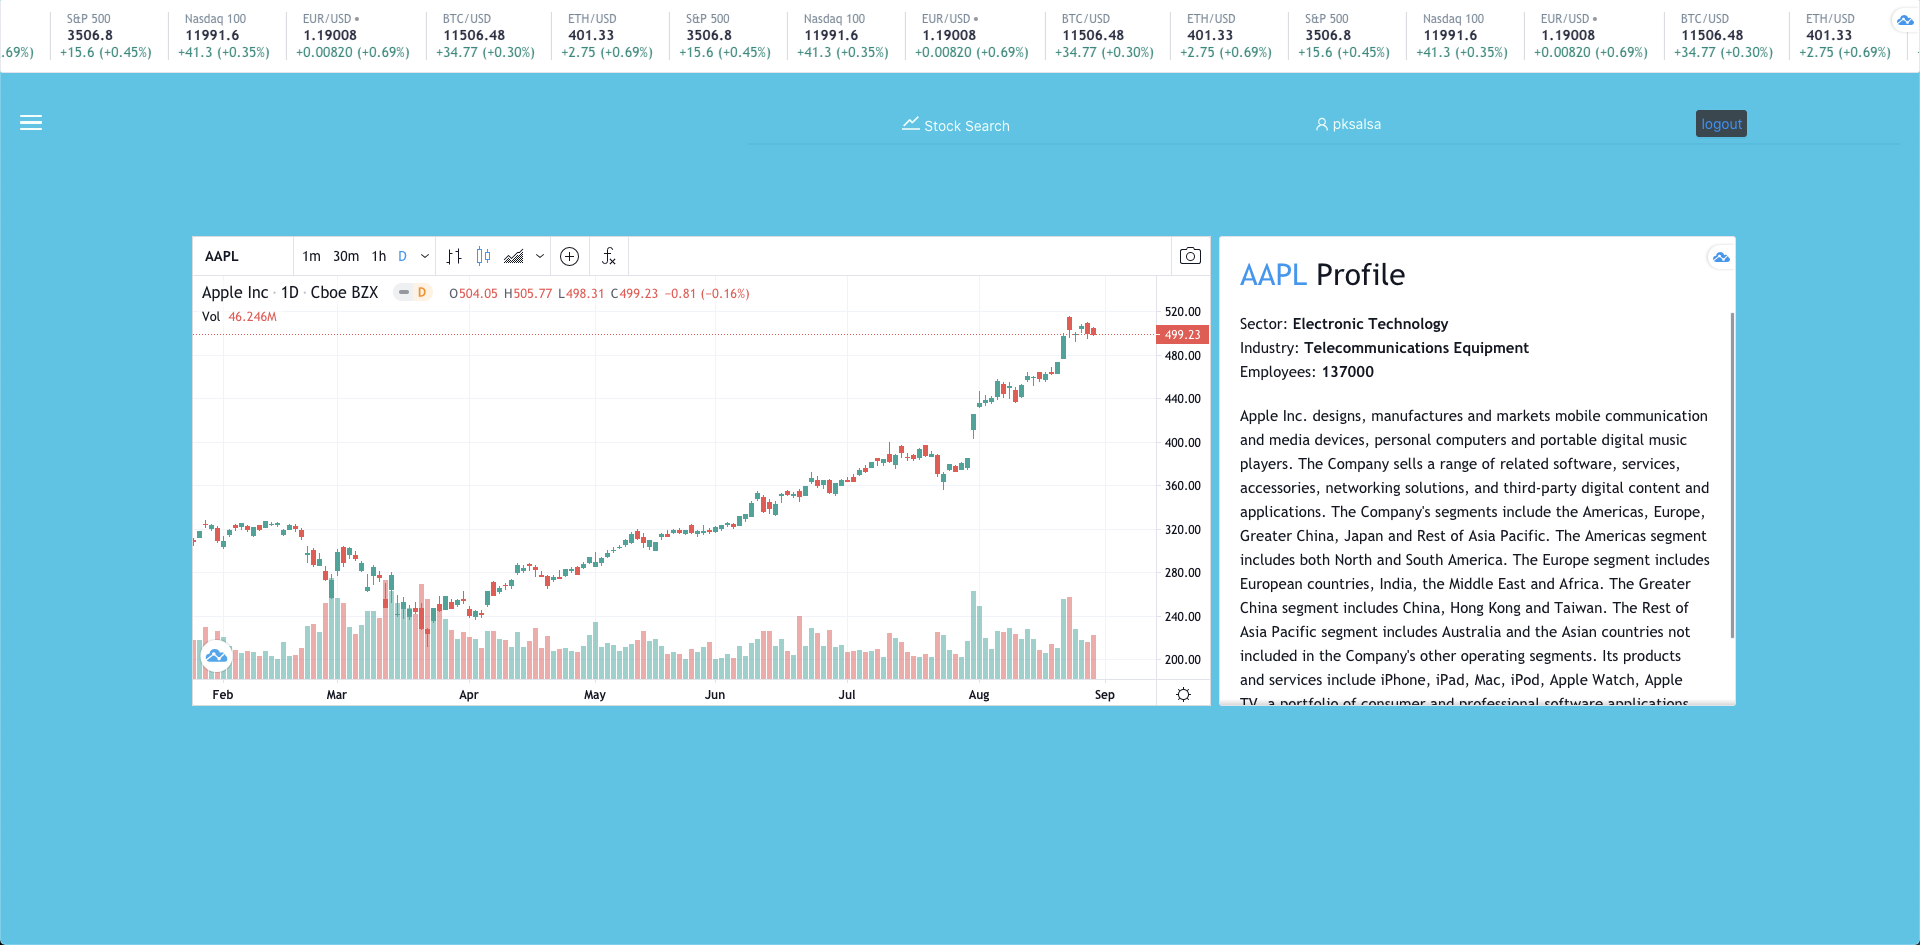 S&P 500 Nasdaq 100 EUR/USD BTC/USD ETH/USD S&P 500 Nasdaq 100 EUR/USD BTC/USD ETH/USD S&P 500 Nasdaq 100 EUR/USD BTC/USD ETH/USD
3506.8 11991.6 1.19008 11506.48 401.33 3506.8 11991.6 1.19008 11506.48 401.33 3506.8 11991.6 1.19008 11506.48 401.33
.69%) +15.6 (+0.45%) +41.3 (+0.35%) +0.00820 (+0.69%) +34.77 (+0.30%) +2.75 (+0.69%) +15.6 (+0.45%) +41.3 (+0.35%) +0.00820 (+0.69%) +34.77 (+0.30%) +2.75 (+0.69%) +15.6 (+0.45%) +41.3 (+0.35%) +0.00820 (+0.69%) +34.77 (+0.30%) +2.75 (+0.69%)
Stock Search pksalsa logout
AAPL 1m 30m 1h D
Apple Inc · 1D · Cboe BZX D O504.05 H505.77 L498.31 C499.23 −0.81 (−0.16%)
Vol 46.246M
520.00
499.23
480.00
440.00
400.00
360.00
320.00
280.00
240.00
200.00
Feb Mar Apr May Jun Jul Aug Sep
AAPL Profile
Sector: Electronic Technology
Industry: Telecommunications Equipment
Employees: 137000
Apple Inc. designs, manufactures and markets mobile communication
and media devices, personal computers and portable digital music
players. The Company sells a range of related software, services,
accessories, networking solutions, and third-party digital content and
applications. The Company's segments include the Americas, Europe,
Greater China, Japan and Rest of Asia Pacific. The Americas segment
includes both North and South America. The Europe segment includes
European countries, India, the Middle East and Africa. The Greater
China segment includes China, Hong Kong and Taiwan. The Rest of
Asia Pacific segment includes Australia and the Asian countries not
included in the Company's other operating segments. Its products
and services include iPhone, iPad, Mac, iPod, Apple Watch, Apple
TV, a portfolio of consumer and professional software applications,